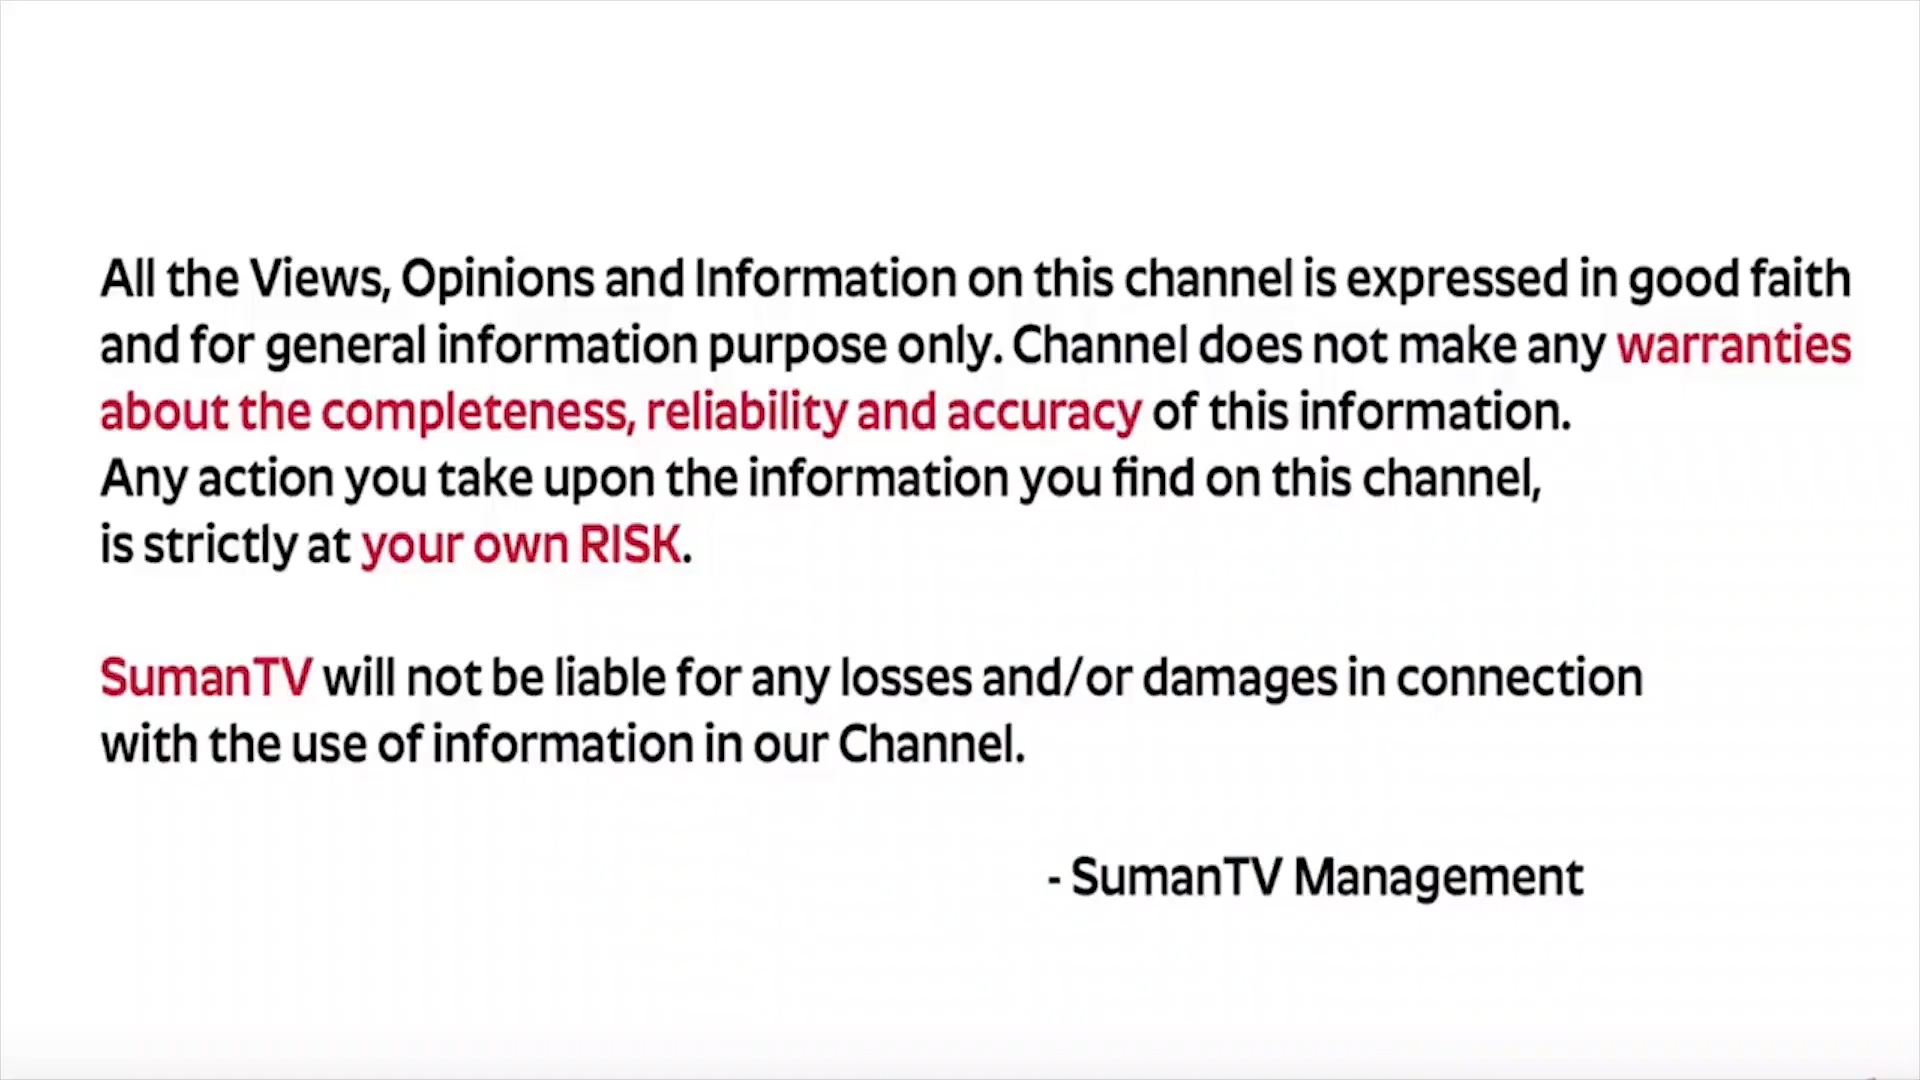 All the Views, Opinions and Information on this channel is expressed in good faith
and for general information purpose only. Channel does not make any warranties
about the completeness, reliability and accuracy of this information.
Any action you take upon the information you find on this channel,
is strictly at your own RISK.
SumanTV will not be liable for any losses and/or damages in connection
with the use of information in our Channel.
- SumanTV Management